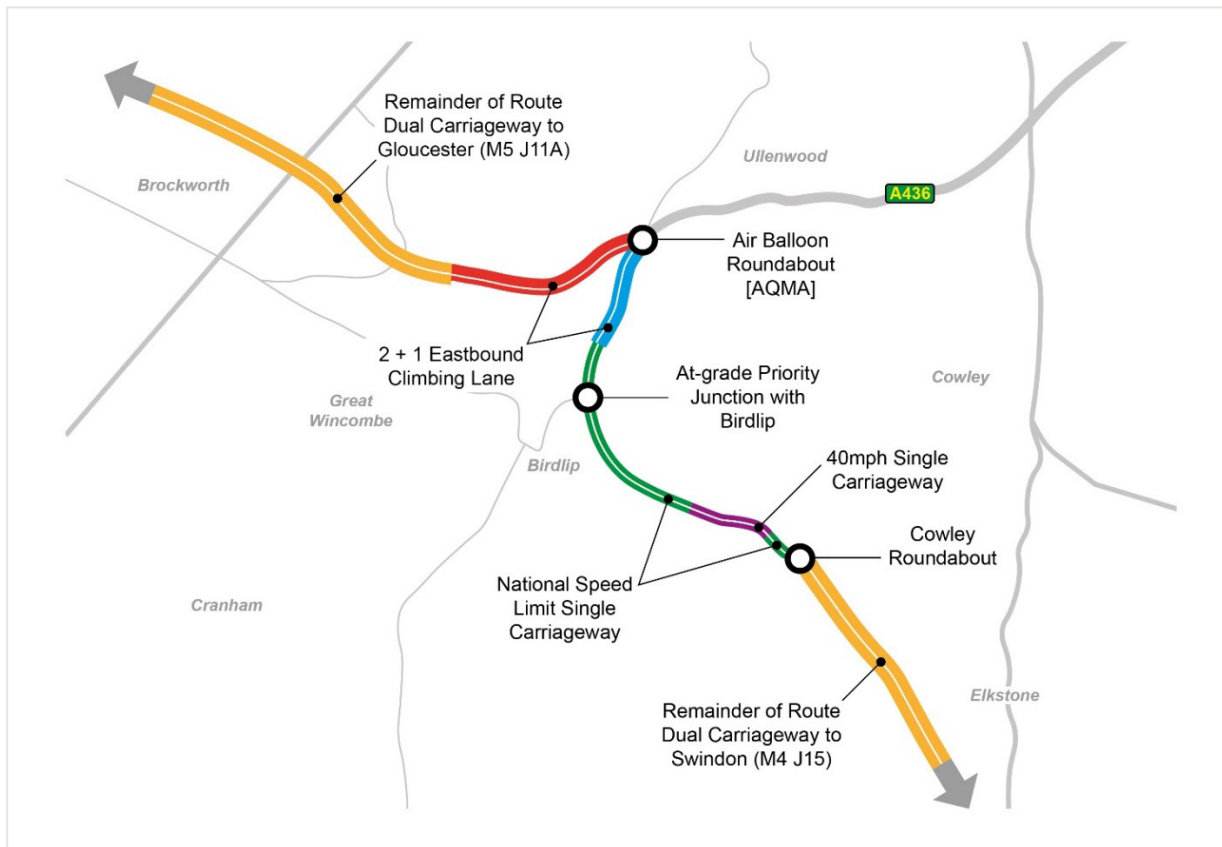 Remainder of Route
Dual Carriageway to
Gloucester (M5 J11A)
Ullenwood
Brockworth
A436
Air Balloon
Roundabout
[AQMA]
2 + 1 Eastbound
Climbing Lane
At-grade Priority
Junction with
Birdlip
Cowley
Great
Wincombe
Birdlip
40mph Single
Carriageway
Cowley
Roundabout
National Speed
Limit Single
Carriageway
Cranham
Elkstone
Remainder of Route
Dual Carriageway to
Swindon (M4 J15)